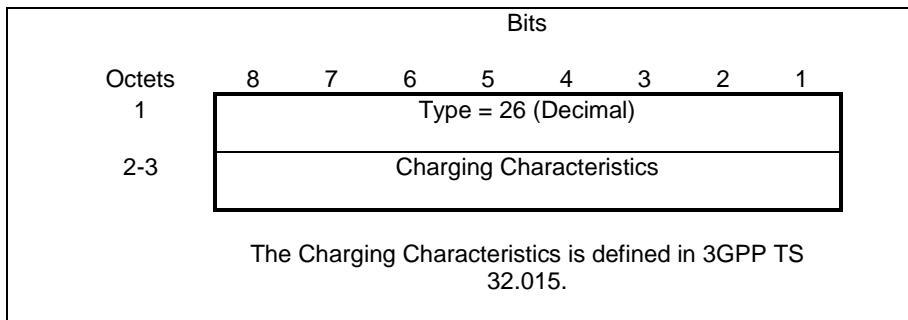 Bits
Octets 8 7 6 5 4 3 2 1
1 Type = 26 (Decimal)
2-3 Charging Characteristics
The Charging Characteristics is defined in 3GPP TS
32.015.